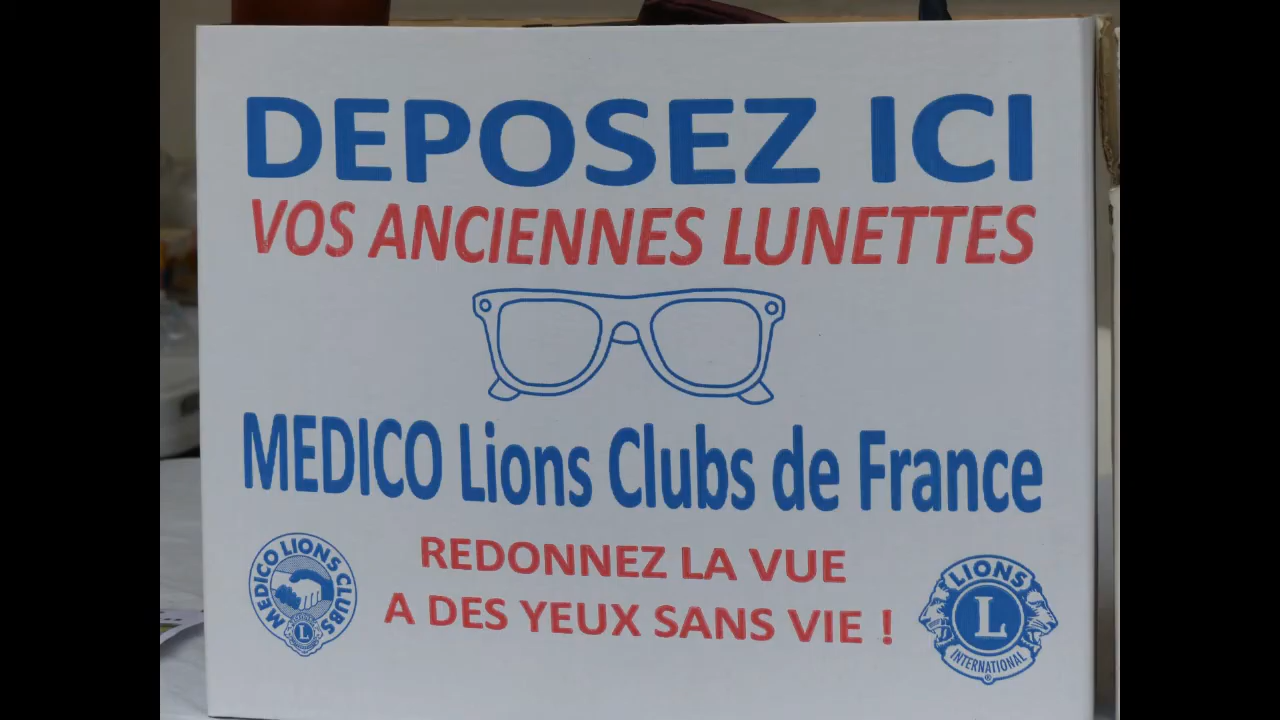 DEPOSEZ ICI
VOS ANCIENNES LUNETTES
MEDICO Lions Clubs de France
REDONNEZ LA VUE
A DES YEUX SANS VIE !
MEDICO LIONS CLUBS
L
LIONS
L
INTERNATIONAL
®